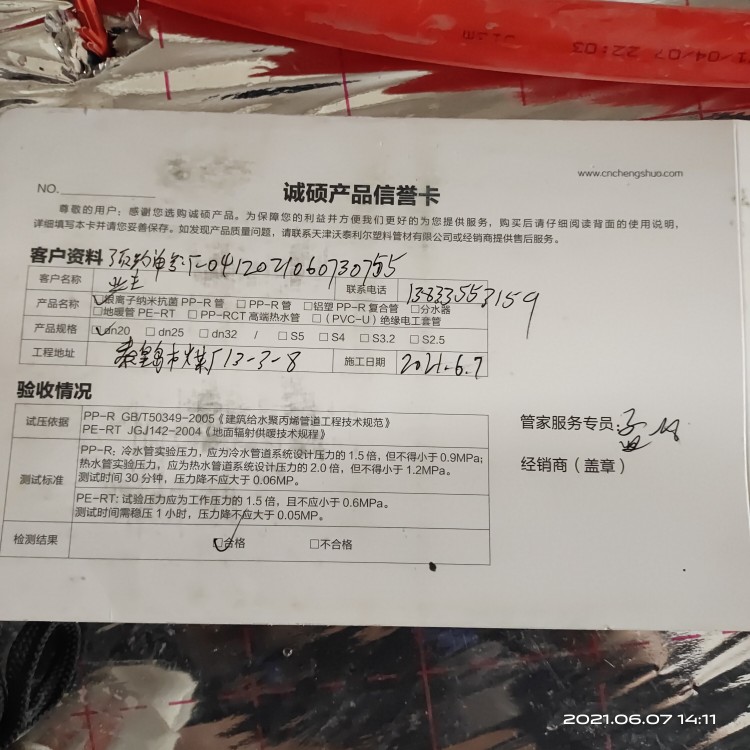 22:03 21/04/07
www.cnchengshuo.com
NO.
诚硕产品信誉卡
尊敬的用户：感谢您选购诚硕产品。为保障您的利益并方便我们更好的为您提供服务，购买后请仔细阅读背面的使用说明，
详细填写本卡并请您妥善保存。如发现产品质量问题，请联系天津沃泰利尔塑料管材有限公司或经销商提供售后服务。
客户资料 预约单号:T-0412021060730755
客户名称 业主 联系电话 13833553159
产品名称 ☑银离子纳米抗菌 PP-R 管 □PP-R 管 □铝塑 PP-R 复合管 □分水器
□地暖管 PE-RT □PP-RCT 高端热水管 □（PVC-U）绝缘电工套管
产品规格 ☑dn20 □dn25 □dn32 / □S5 □S4 □S3.2 □S2.5
工程地址 秦皇岛市煤厂13-3-8 施工日期 2021.6.7
验收情况
试压依据 PP-R GB/T50349-2005《建筑给水聚丙烯管道工程技术规范》
PE-RT JGJ142-2004《地面辐射供暖技术规程》
管家服务专员: 孟
经销商（盖章）
测试标准 PP-R: 冷水管实验压力，应为冷水管道系统设计压力的 1.5 倍，但不得小于 0.9MPa;
热水管实验压力，应为热水管道系统设计压力的 2.0 倍，但不得小于 1.2MPa。
测试时间 30 分钟，压力降不应大于 0.06MP。
PE-RT: 试验压力应为工作压力的 1.5 倍，且不应小于 0.6MPa。
测试时间需稳压 1 小时，压力降不应大于 0.05MP。
检测结果 ☑合格 □不合格
2021.06.07 14:11